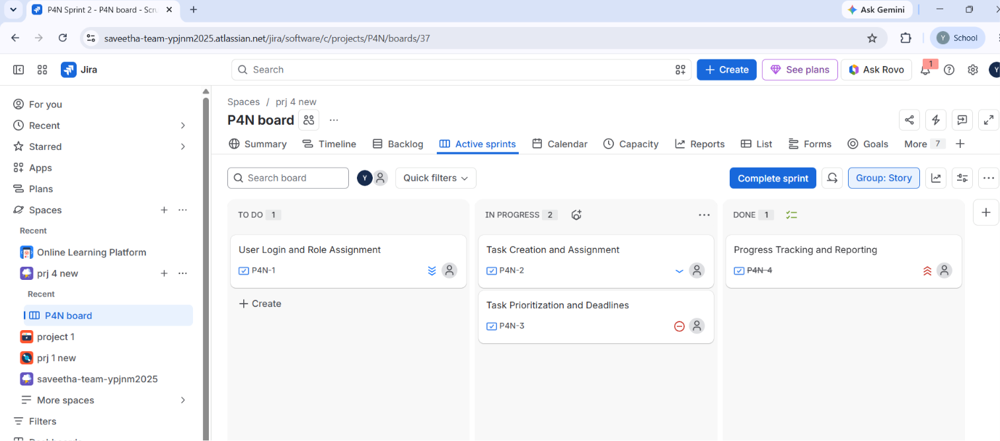 P4N Sprint 2 - P4N board - Scru
Ask Gemini
saveetha-team-ypjnm2025.atlassian.net/jira/software/c/projects/P4N/boards/37
Y School
Jira
Search
Create
See plans
Ask Rovo
1
Y
For you
Recent
Starred
Apps
Plans
Spaces
Recent
Online Learning Platform
prj 4 new
Recent
P4N board
project 1
prj 1 new
saveetha-team-ypjnm2025
More spaces
Filters
Dashboards
Spaces / prj 4 new
P4N board
Summary Timeline Backlog Active sprints Calendar Capacity Reports List Forms Goals More 7
Search board
Y
Quick filters
Complete sprint
Group: Story
TO DO 1
User Login and Role Assignment
P4N-1
Create
IN PROGRESS 2
Task Creation and Assignment
P4N-2
Task Prioritization and Deadlines
P4N-3
DONE 1
Progress Tracking and Reporting
P4N-4